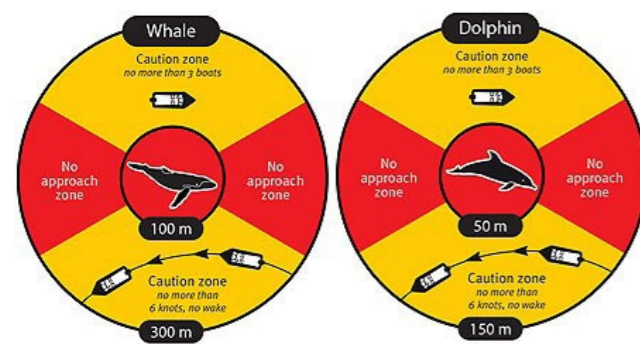 Whale
Caution zone
no more than 3 boats
No
approach
zone
No
approach
zone
100 m
Caution zone
no more than
6 knots, no wake
300 m
Dolphin
Caution zone
no more than 3 boats
No
approach
zone
No
approach
zone
50 m
Caution zone
no more than
6 knots, no wake
150 m